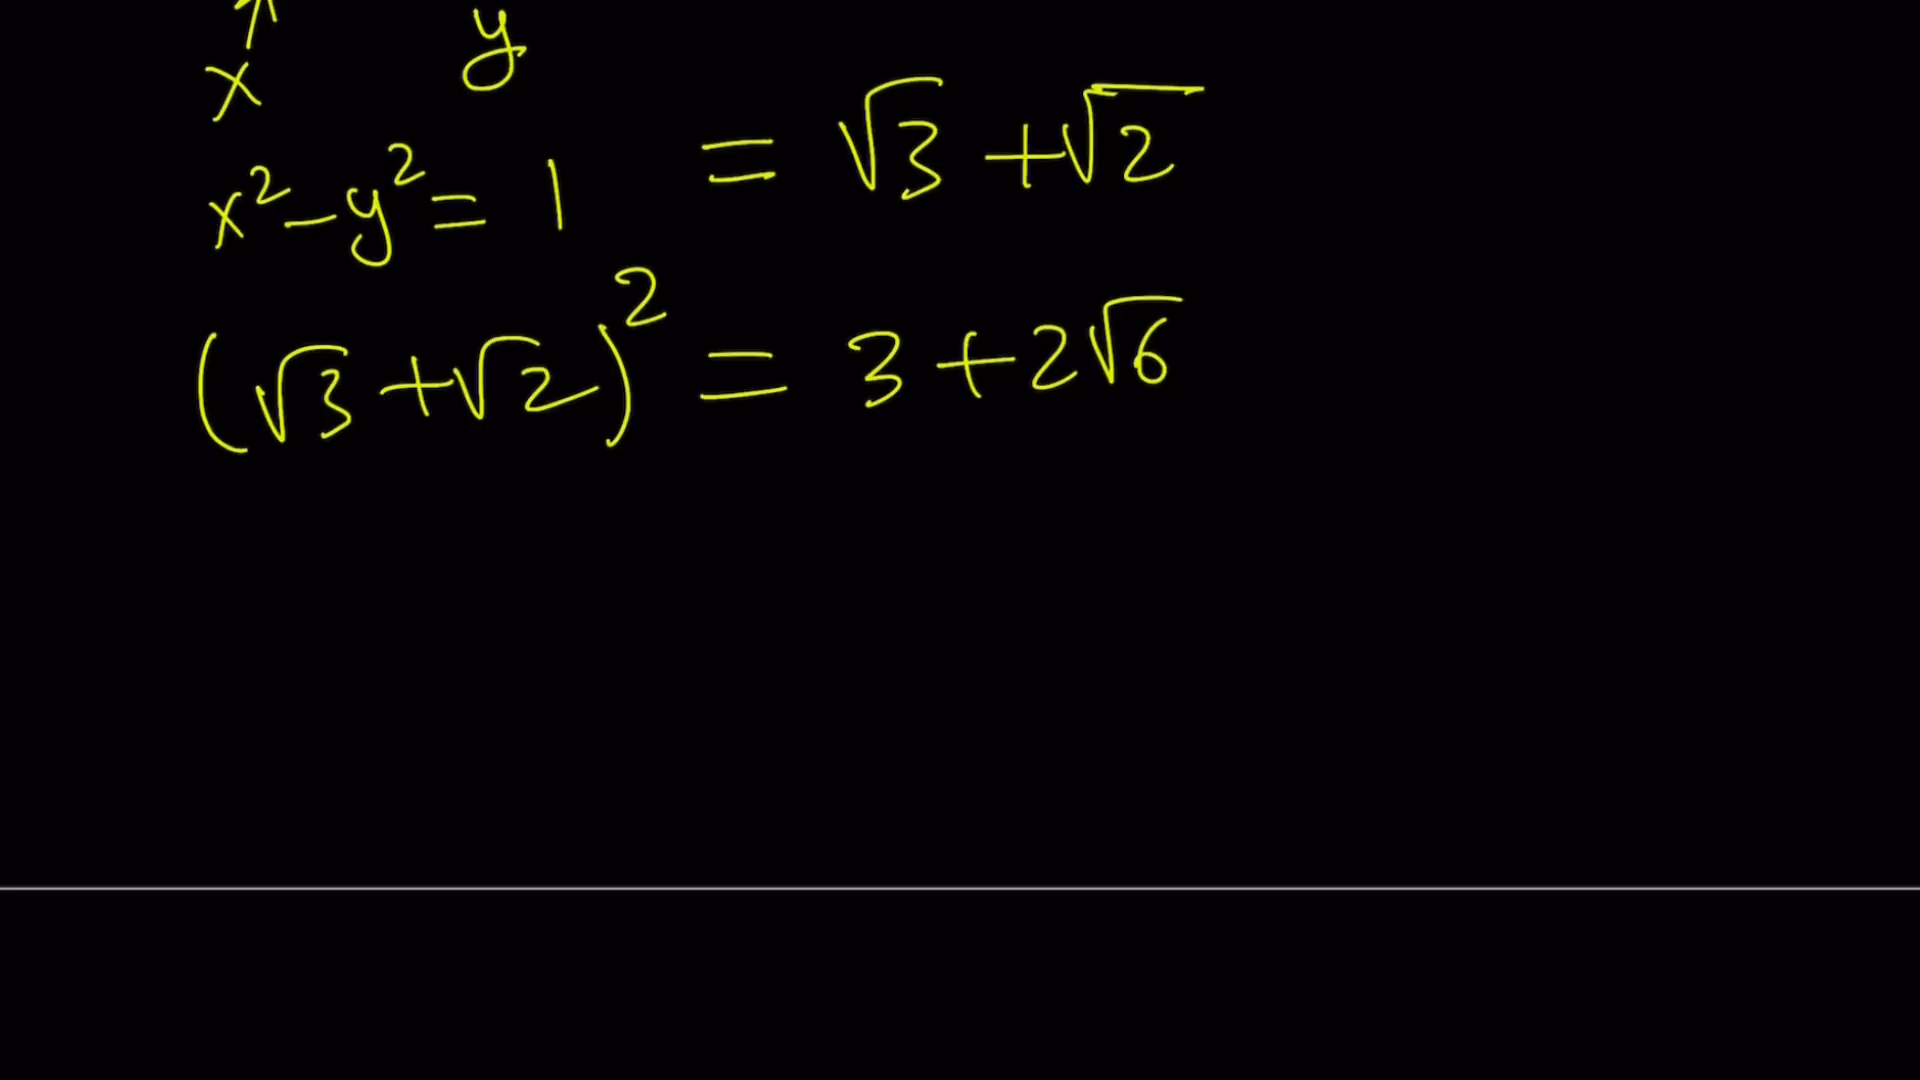 x y
x² - y² = 1 = √3 + √2
(√3 + √2)² = 3 + 2√6